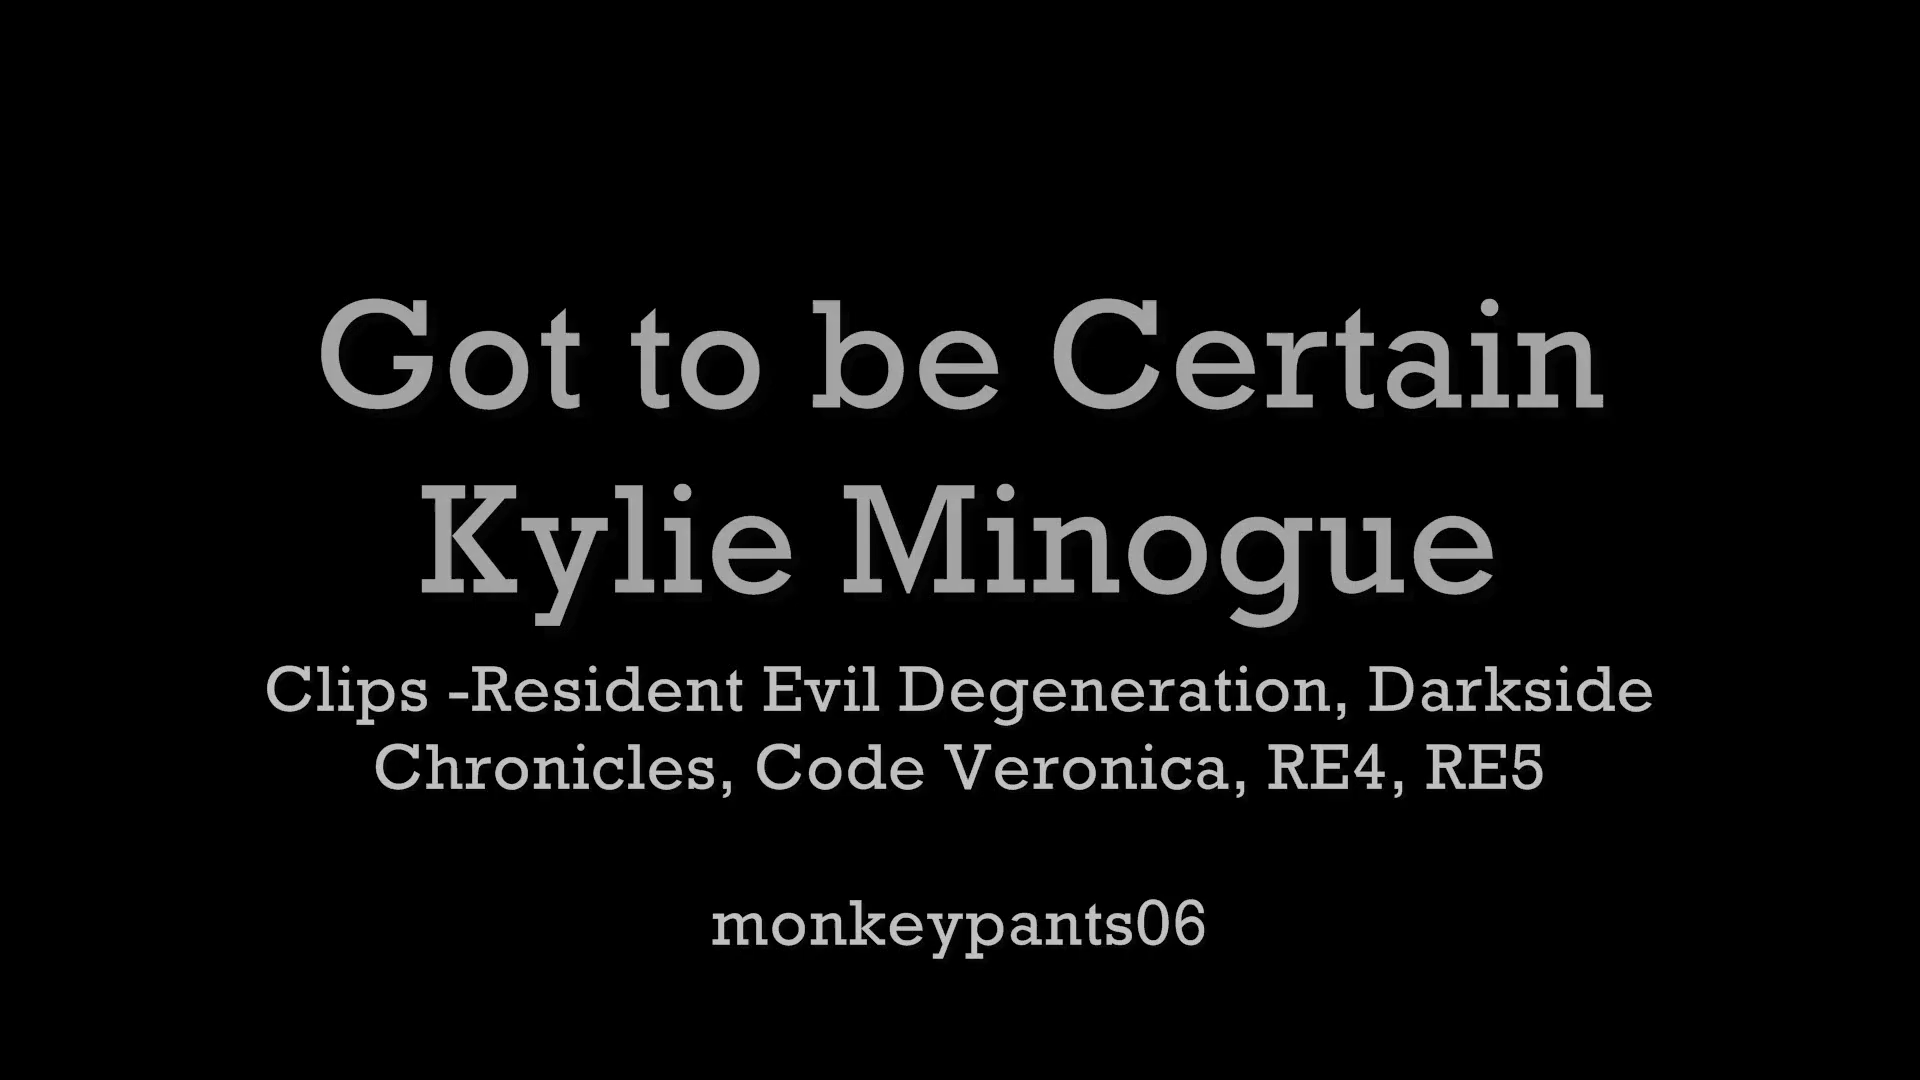 Got to be Certain
Kylie Minogue
Clips -Resident Evil Degeneration, Darkside
Chronicles, Code Veronica, RE4, RE5
monkeypants06